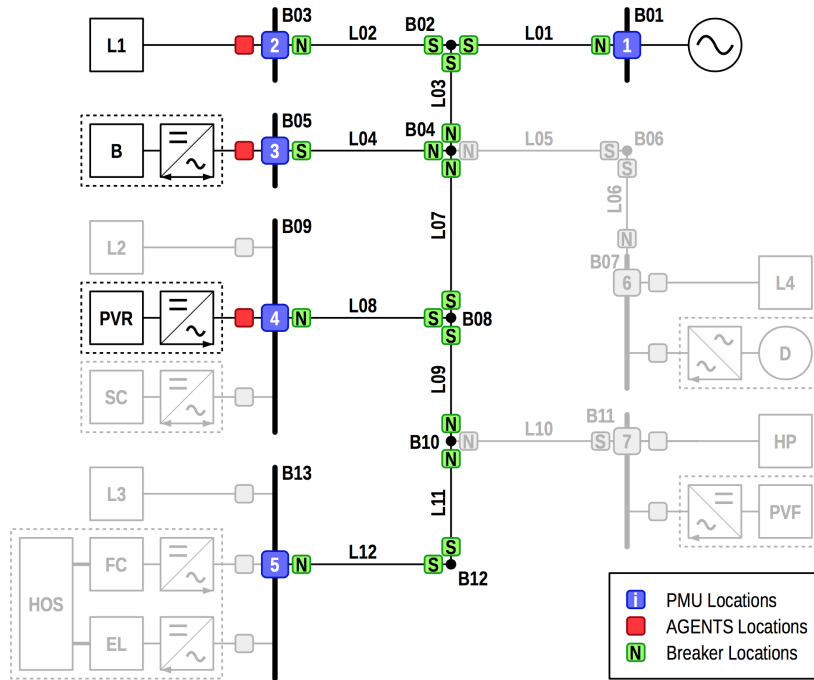 B03
B02
B01
L1
2
N
L02
S
S
L01
N
1
S
L03
B05
B04
N
B
3
S
L04
N
N
L05
S
B06
N
S
L06
L2
B09
L07
N
B07
6
L4
PVR
4
N
L08
S
S
B08
S
D
SC
L09
N
B10
N
L10
S
B11
7
HP
N
L3
B13
L11
PVF
HOS
FC
5
N
L12
S
S
B12
EL
i PMU Locations
AGENTS Locations
N Breaker Locations